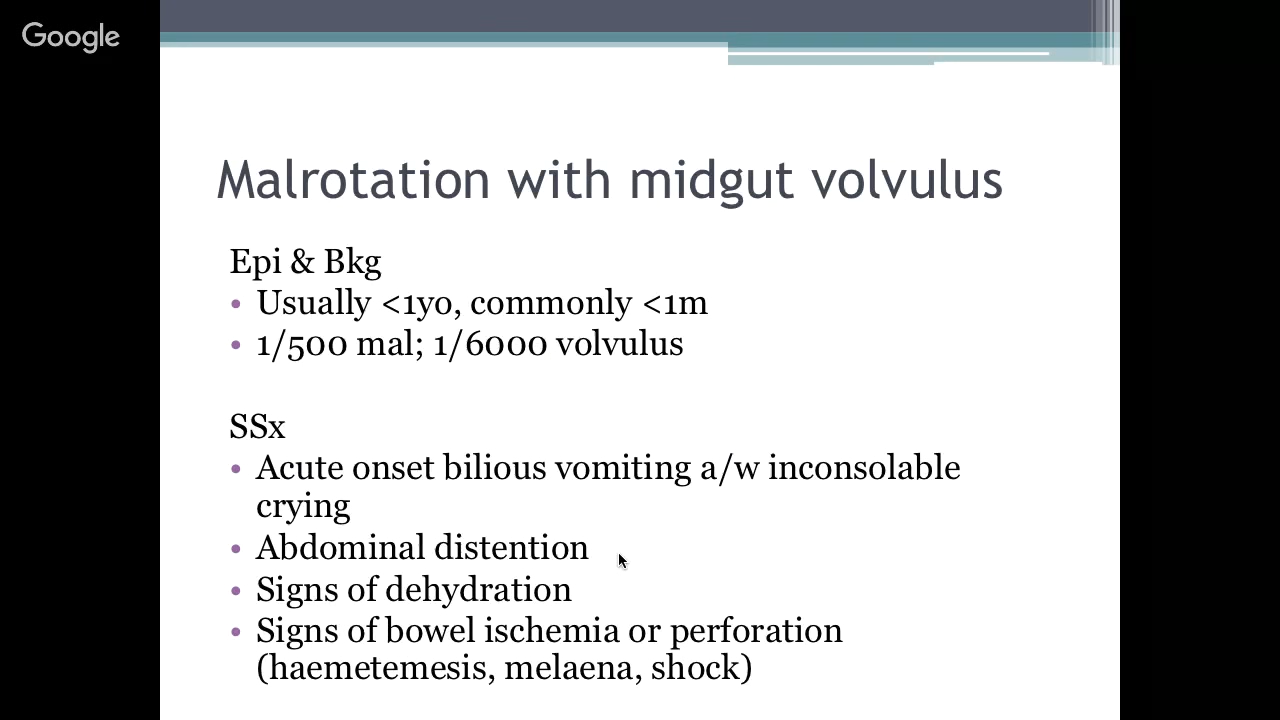 Google
Malrotation with midgut volvulus
Epi & Bkg
• Usually <1yo, commonly <1m
• 1/500 mal; 1/6000 volvulus
SSx
• Acute onset bilious vomiting a/w inconsolable
crying
• Abdominal distention
• Signs of dehydration
• Signs of bowel ischemia or perforation
(haemetemesis, melaena, shock)